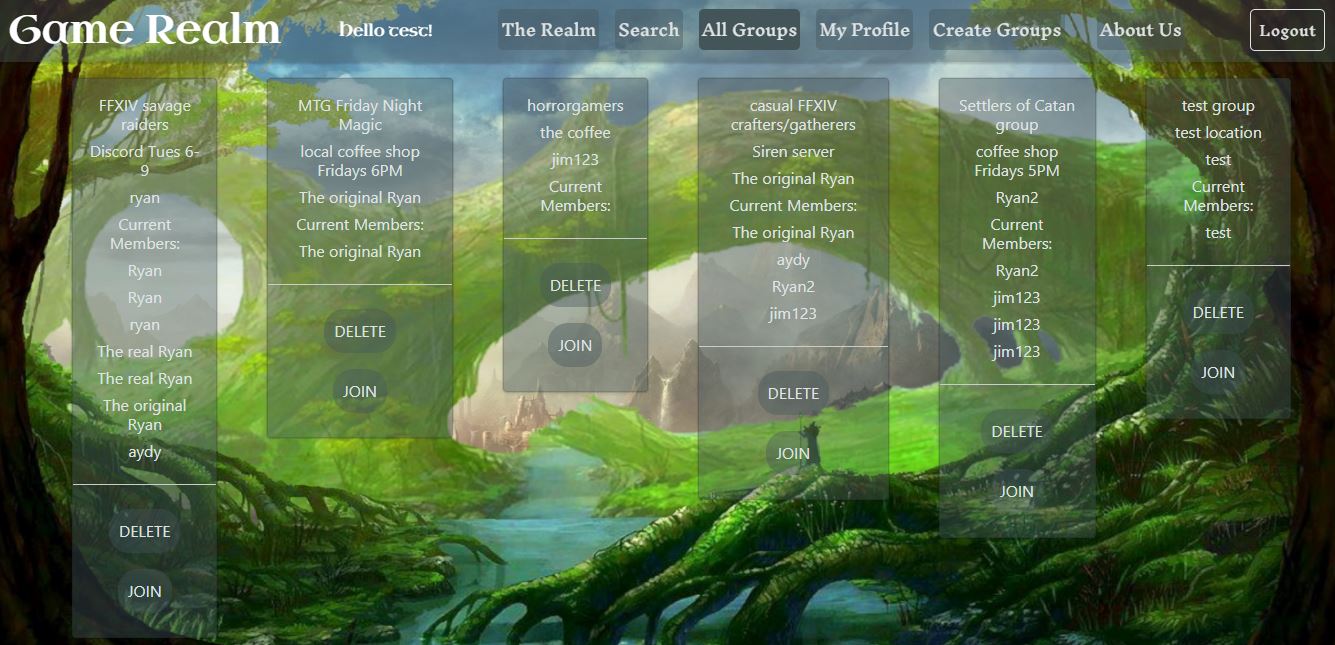 Game Realm
Hello test!
The Realm
Search
All Groups
My Profile
Create Groups
About Us
Logout
FFXIV savage
raiders
Discord Tues 6-
9
ryan
Current
Members:
Ryan
Ryan
ryan
The real Ryan
The real Ryan
The original
Ryan
aydy
DELETE
JOIN
MTG Friday Night
Magic
local coffee shop
Fridays 6PM
The original Ryan
Current Members:
The original Ryan
DELETE
JOIN
horrorgamers
the coffee
jim123
Current
Members:
DELETE
JOIN
casual FFXIV
crafters/gatherers
Siren server
The original Ryan
Current Members:
The original Ryan
aydy
Ryan2
jim123
DELETE
JOIN
Settlers of Catan
group
coffee shop
Fridays 5PM
Ryan2
Current
Members:
Ryan2
jim123
jim123
jim123
DELETE
JOIN
test group
test location
test
Current
Members:
test
DELETE
JOIN